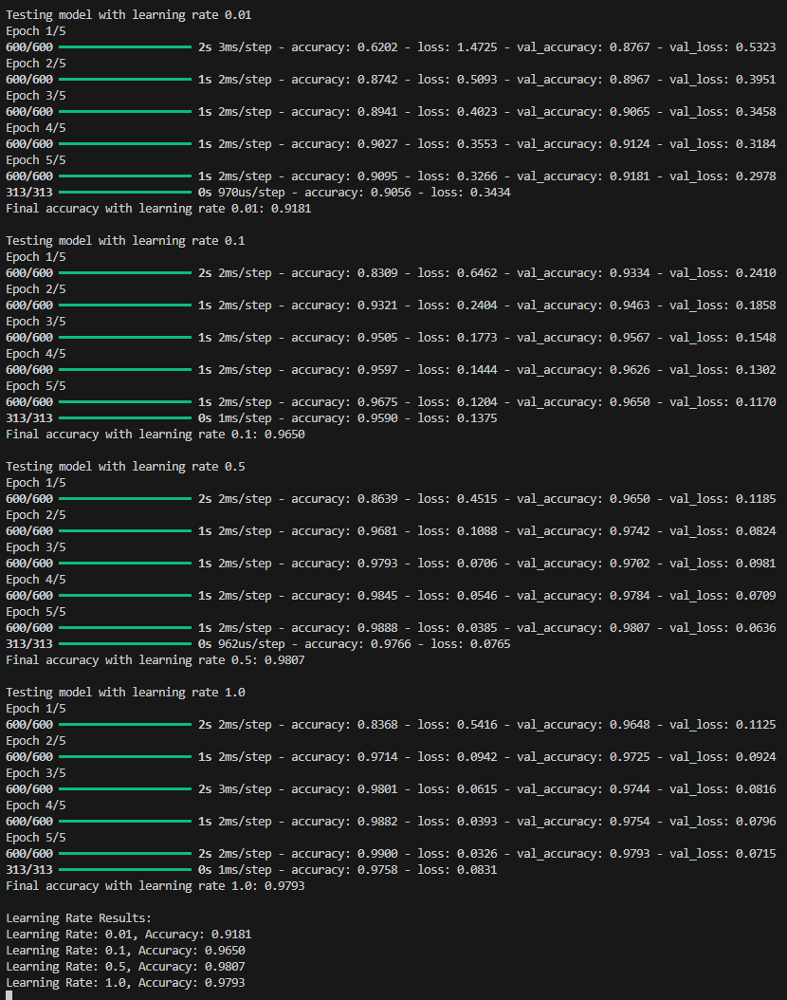 Testing model with learning rate 0.01
Epoch 1/5
600/600 2s 3ms/step - accuracy: 0.6202 - loss: 1.4725 - val_accuracy: 0.8767 - val_loss: 0.5323
Epoch 2/5
600/600 1s 2ms/step - accuracy: 0.8742 - loss: 0.5093 - val_accuracy: 0.8967 - val_loss: 0.3951
Epoch 3/5
600/600 1s 2ms/step - accuracy: 0.8941 - loss: 0.4023 - val_accuracy: 0.9065 - val_loss: 0.3458
Epoch 4/5
600/600 1s 2ms/step - accuracy: 0.9027 - loss: 0.3553 - val_accuracy: 0.9124 - val_loss: 0.3184
Epoch 5/5
600/600 1s 2ms/step - accuracy: 0.9095 - loss: 0.3266 - val_accuracy: 0.9181 - val_loss: 0.2978
313/313 0s 970us/step - accuracy: 0.9056 - loss: 0.3434
Final accuracy with learning rate 0.01: 0.9181
Testing model with learning rate 0.1
Epoch 1/5
600/600 2s 2ms/step - accuracy: 0.8309 - loss: 0.6462 - val_accuracy: 0.9334 - val_loss: 0.2410
Epoch 2/5
600/600 1s 2ms/step - accuracy: 0.9321 - loss: 0.2404 - val_accuracy: 0.9463 - val_loss: 0.1858
Epoch 3/5
600/600 1s 2ms/step - accuracy: 0.9505 - loss: 0.1773 - val_accuracy: 0.9567 - val_loss: 0.1548
Epoch 4/5
600/600 1s 2ms/step - accuracy: 0.9597 - loss: 0.1444 - val_accuracy: 0.9626 - val_loss: 0.1302
Epoch 5/5
600/600 1s 2ms/step - accuracy: 0.9675 - loss: 0.1204 - val_accuracy: 0.9650 - val_loss: 0.1170
313/313 0s 1ms/step - accuracy: 0.9590 - loss: 0.1375
Final accuracy with learning rate 0.1: 0.9650
Testing model with learning rate 0.5
Epoch 1/5
600/600 2s 2ms/step - accuracy: 0.8639 - loss: 0.4515 - val_accuracy: 0.9650 - val_loss: 0.1185
Epoch 2/5
600/600 1s 2ms/step - accuracy: 0.9681 - loss: 0.1088 - val_accuracy: 0.9742 - val_loss: 0.0824
Epoch 3/5
600/600 1s 2ms/step - accuracy: 0.9793 - loss: 0.0706 - val_accuracy: 0.9702 - val_loss: 0.0981
Epoch 4/5
600/600 1s 2ms/step - accuracy: 0.9845 - loss: 0.0546 - val_accuracy: 0.9784 - val_loss: 0.0709
Epoch 5/5
600/600 1s 2ms/step - accuracy: 0.9888 - loss: 0.0385 - val_accuracy: 0.9807 - val_loss: 0.0636
313/313 0s 962us/step - accuracy: 0.9766 - loss: 0.0765
Final accuracy with learning rate 0.5: 0.9807
Testing model with learning rate 1.0
Epoch 1/5
600/600 2s 2ms/step - accuracy: 0.8368 - loss: 0.5416 - val_accuracy: 0.9648 - val_loss: 0.1125
Epoch 2/5
600/600 1s 2ms/step - accuracy: 0.9714 - loss: 0.0942 - val_accuracy: 0.9725 - val_loss: 0.0924
Epoch 3/5
600/600 2s 3ms/step - accuracy: 0.9801 - loss: 0.0615 - val_accuracy: 0.9744 - val_loss: 0.0816
Epoch 4/5
600/600 1s 2ms/step - accuracy: 0.9882 - loss: 0.0393 - val_accuracy: 0.9754 - val_loss: 0.0796
Epoch 5/5
600/600 2s 2ms/step - accuracy: 0.9900 - loss: 0.0326 - val_accuracy: 0.9793 - val_loss: 0.0715
313/313 0s 1ms/step - accuracy: 0.9758 - loss: 0.0831
Final accuracy with learning rate 1.0: 0.9793
Learning Rate Results:
Learning Rate: 0.01, Accuracy: 0.9181
Learning Rate: 0.1, Accuracy: 0.9650
Learning Rate: 0.5, Accuracy: 0.9807
Learning Rate: 1.0, Accuracy: 0.9793